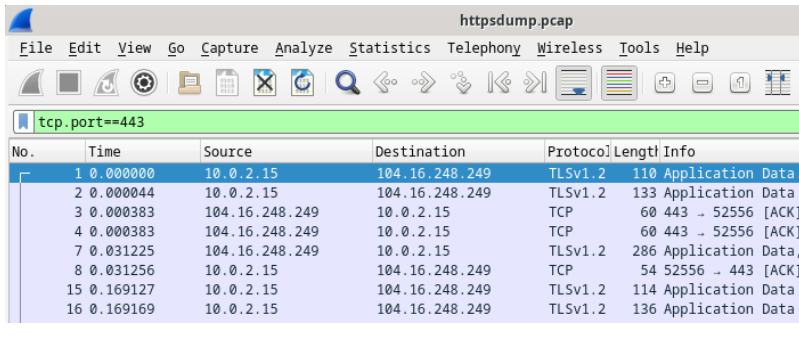 httpsdump.pcap
File Edit View Go Capture Analyze Statistics Telephony Wireless Tools Help
tcp.port==443
No. Time Source Destination Protocol Length Info
1 0.000000 10.0.2.15 104.16.248.249 TLSv1.2 110 Application Data
2 0.000044 10.0.2.15 104.16.248.249 TLSv1.2 133 Application Data
3 0.000383 104.16.248.249 10.0.2.15 TCP 60 443 → 52556 [ACK]
4 0.000383 104.16.248.249 10.0.2.15 TCP 60 443 → 52556 [ACK]
7 0.031225 104.16.248.249 10.0.2.15 TLSv1.2 286 Application Data,
8 0.031256 10.0.2.15 104.16.248.249 TCP 54 52556 → 443 [ACK]
15 0.169127 10.0.2.15 104.16.248.249 TLSv1.2 114 Application Data
16 0.169169 10.0.2.15 104.16.248.249 TLSv1.2 136 Application Data